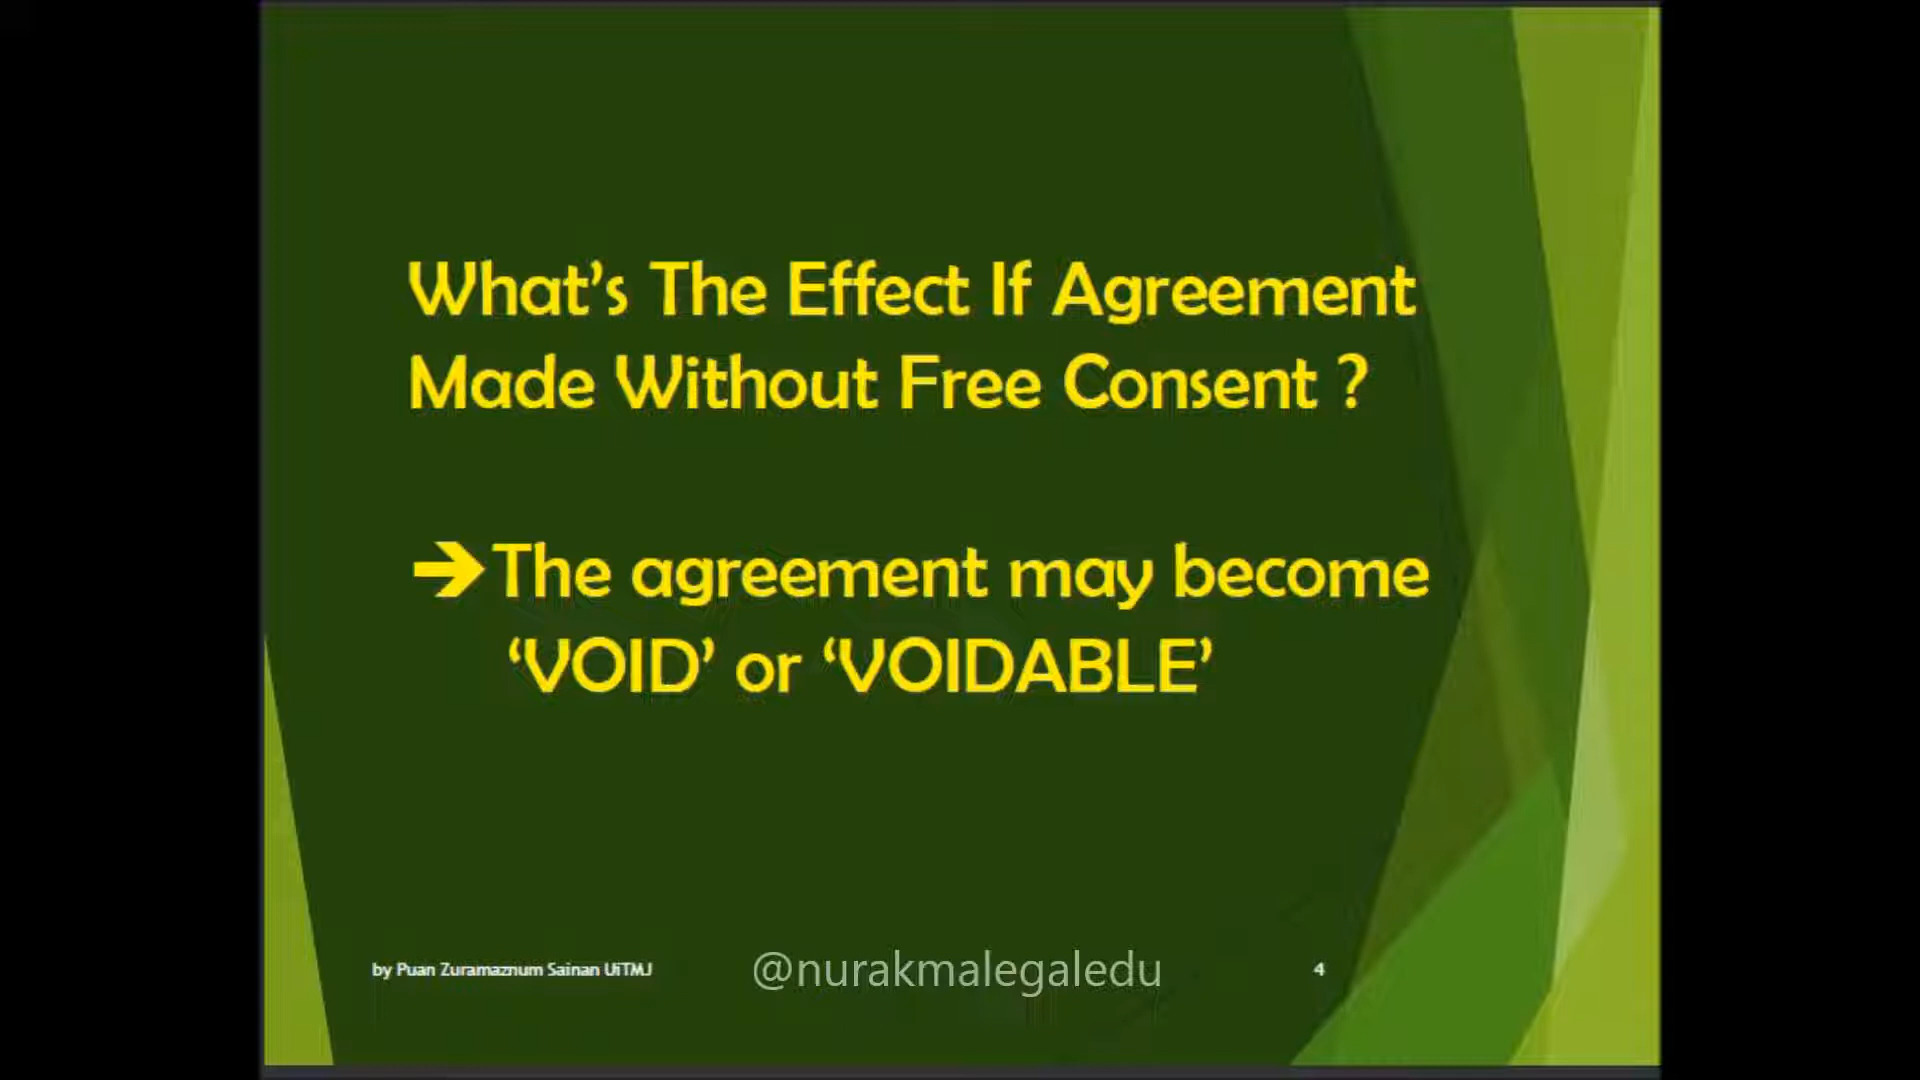 What’s The Effect If Agreement
Made Without Free Consent ?
➔The agreement may become
‘VOID’ or ‘VOIDABLE’
by Puan Zuramaznum Sainan UiTMJ
@nurakmalegaledu
4